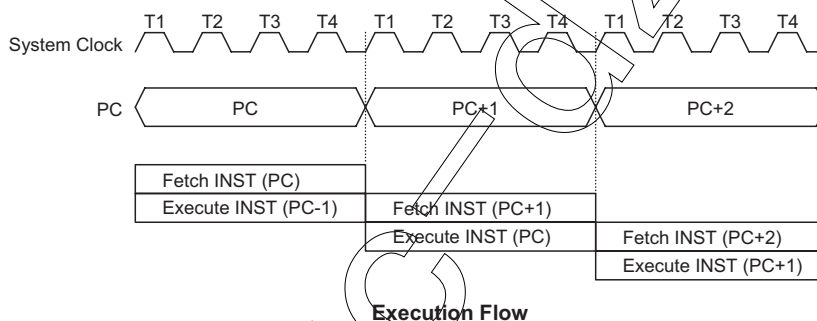 T1 T2 T3 T4 T1 T2 T3 T4 T1 T2 T3 T4
System Clock
PC PC PC+1 PC+2
Fetch INST (PC)
Execute INST (PC-1) Fetch INST (PC+1)
Execute INST (PC) Fetch INST (PC+2)
Execute INST (PC+1)
Execution Flow